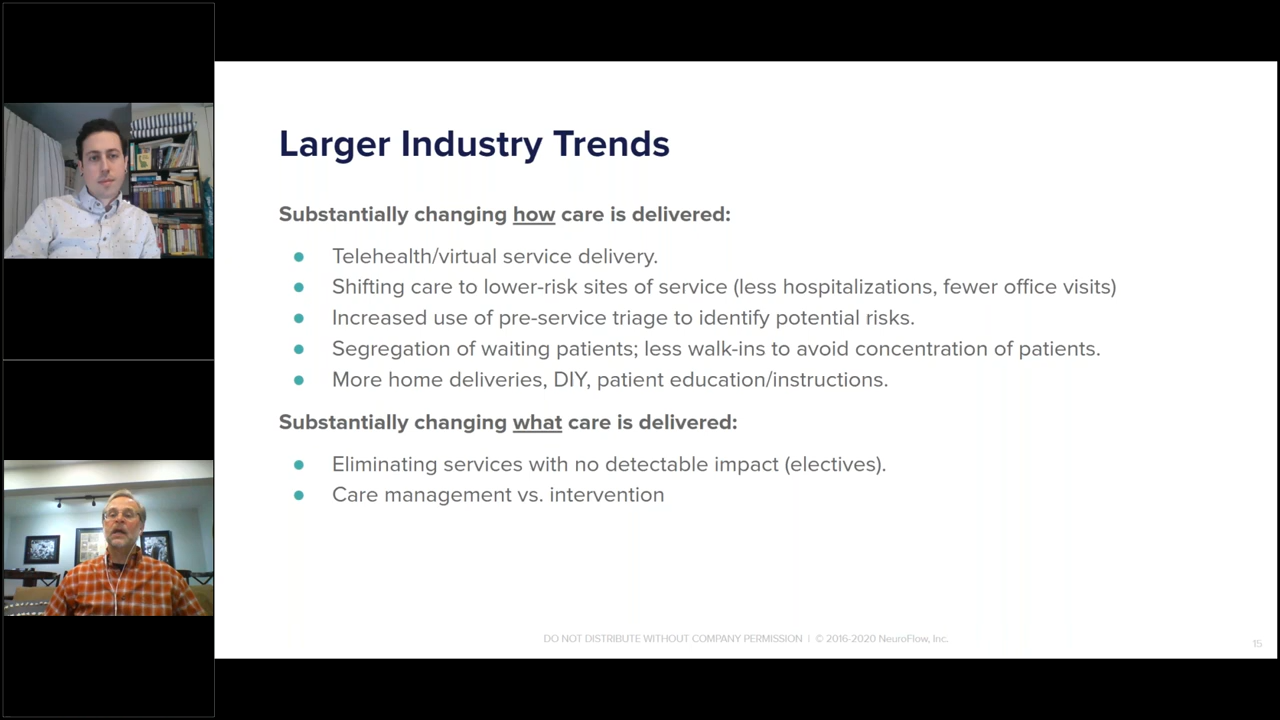 Larger Industry Trends
Substantially changing how care is delivered:
● Telehealth/virtual service delivery.
● Shifting care to lower-risk sites of service (less hospitalizations, fewer office visits)
● Increased use of pre-service triage to identify potential risks.
● Segregation of waiting patients; less walk-ins to avoid concentration of patients.
● More home deliveries, DIY, patient education/instructions.
Substantially changing what care is delivered:
● Eliminating services with no detectable impact (electives).
● Care management vs. intervention
DO NOT DISTRIBUTE WITHOUT COMPANY PERMISSION | © 2016-2020 NeuroFlow, Inc.
15